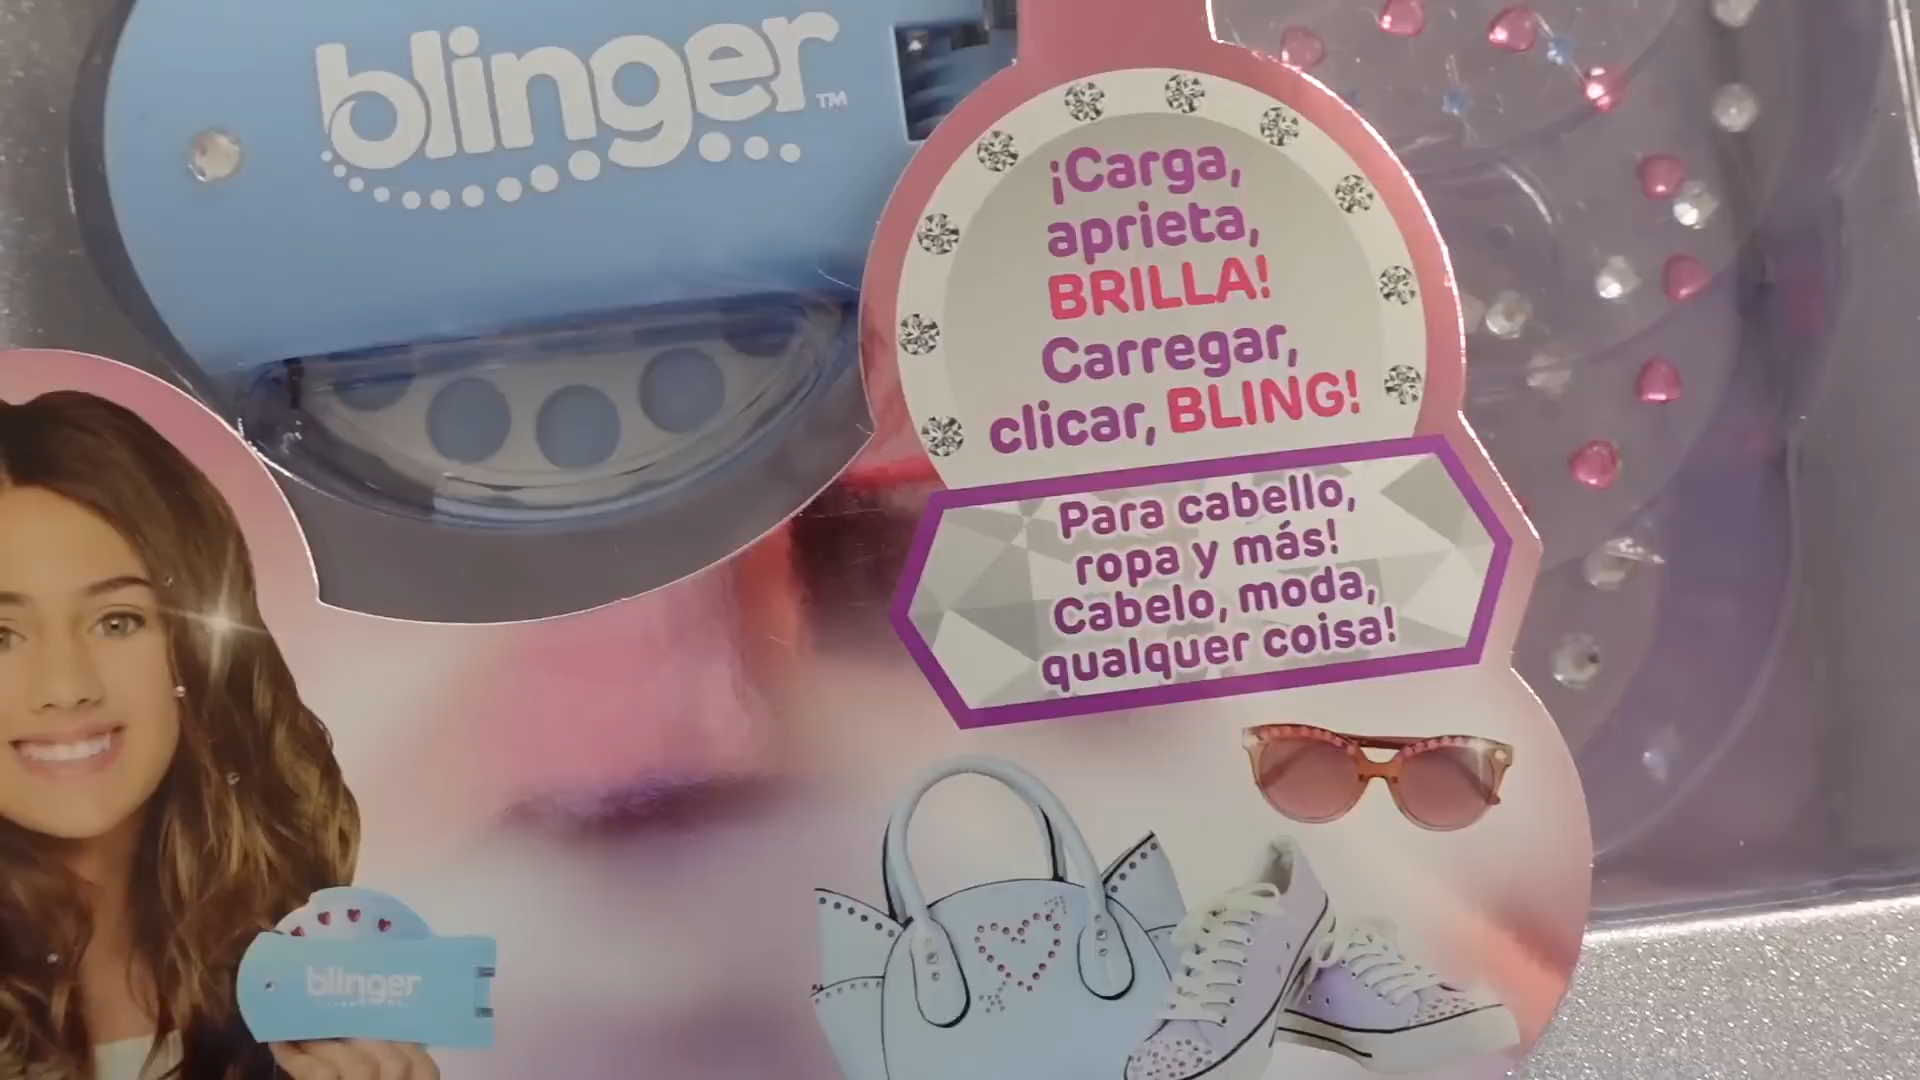 blinger™
¡Carga,
aprieta,
BRILLA!
Carregar,
clicar, BLING!
Para cabello,
ropa y más!
Cabelo, moda,
qualquer coisa!
blinger